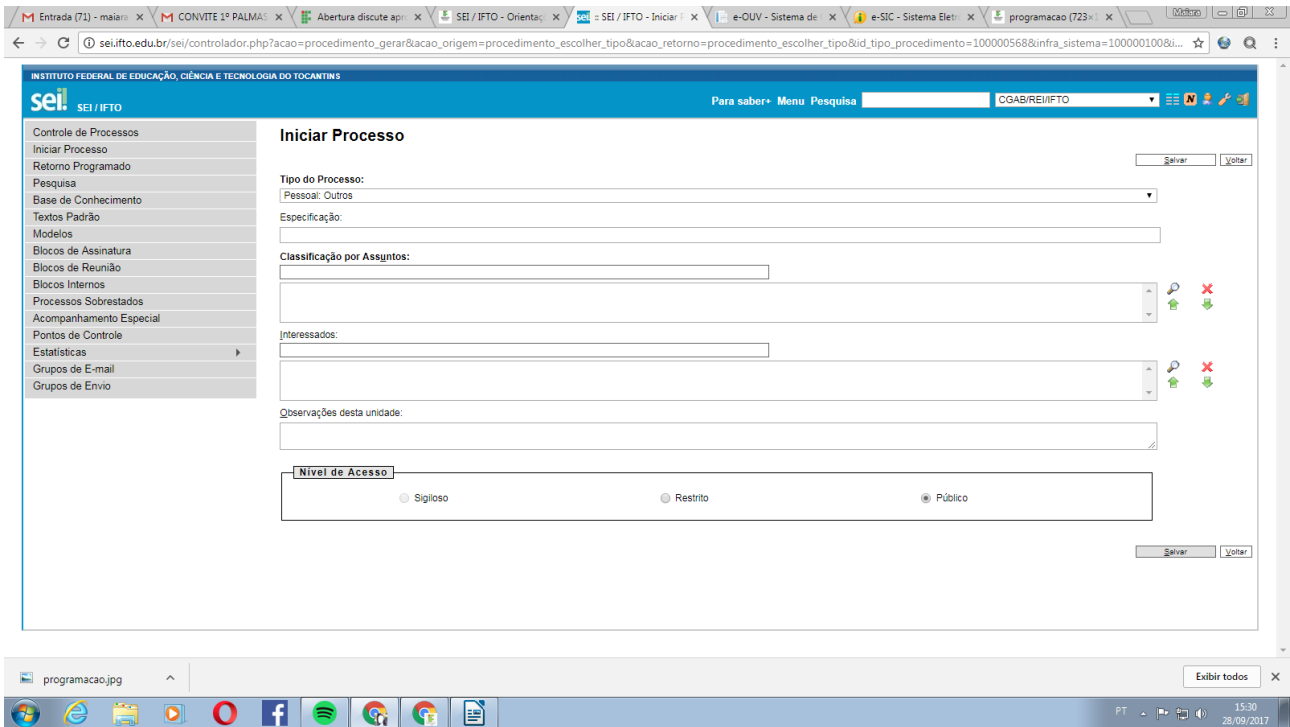 Entrada (71) - maiara
CONVITE 1º PALMAS
Abertura discute apr
SEI / IFTO - Orientaç
sei :: SEI / IFTO - Iniciar P
e-OUV - Sistema de
e-SIC - Sistema Eletr
programacao (723×1
Maiara
sei.ifto.edu.br/sei/controlador.php?acao=procedimento_gerar&acao_origem=procedimento_escolher_tipo&acao_retorno=procedimento_escolher_tipo&id_tipo_procedimento=100000568&infra_sistema=100000100&i...
INSTITUTO FEDERAL DE EDUCAÇÃO, CIÊNCIA E TECNOLOGIA DO TOCANTINS
sei! SEI / IFTO
Para saber+ Menu Pesquisa
CGAB/REI/IFTO
N
Controle de Processos
Iniciar Processo
Retorno Programado
Pesquisa
Base de Conhecimento
Textos Padrão
Modelos
Blocos de Assinatura
Blocos de Reunião
Blocos Internos
Processos Sobrestados
Acompanhamento Especial
Pontos de Controle
Estatísticas
Grupos de E-mail
Grupos de Envio
Iniciar Processo
Salvar Voltar
Tipo do Processo:
Pessoal: Outros
Especificação:
Classificação por Assuntos:
Interessados:
Observações desta unidade:
Nível de Acesso
Sigiloso Restrito Público
Salvar Voltar
programacao.jpg
Exibir todos
PT
15:30
28/09/2017